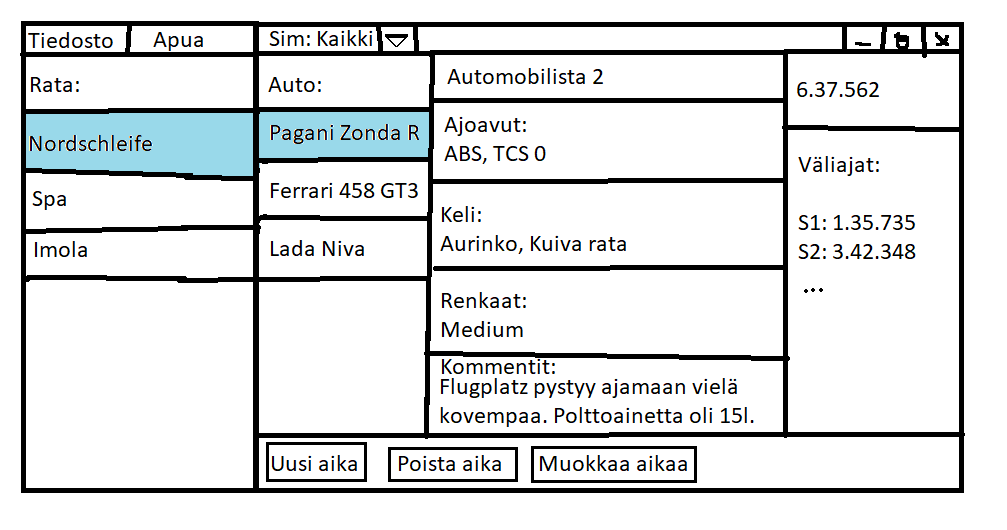 Tiedosto
Apua
Sim: Kaikki
Rata:
Nordschleife
Spa
Imola
Auto:
Pagani Zonda R
Ferrari 458 GT3
Lada Niva
Automobilista 2
Ajoavut:
ABS, TCS 0
Keli:
Aurinko, Kuiva rata
Renkaat:
Medium
Kommentit:
Flugplatz pystyy ajamaan vielä
kovempaa. Polttoainetta oli 15l.
6.37.562
Väliajat:
S1: 1.35.735
S2: 3.42.348
...
Uusi aika
Poista aika
Muokkaa aikaa